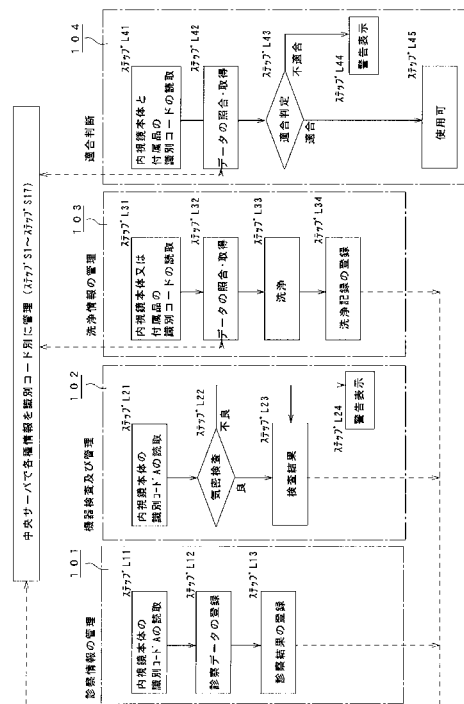 中央サーバで各種情報を識別コード別に管理 (ステップS1～ステップS17)
診察情報の管理
101
ステップL11
内視鏡本体の
識別コードAの読取
ステップL12
診察データの登録
ステップL13
診察結果の登録
機器検査及び管理
102
ステップL21
内視鏡本体の
識別コードAの読取
ステップL22
気密検査
不良
良
ステップL23
検査結果
ステップL24
警告表示
洗浄情報の管理
103
ステップL31
内視鏡本体又は
付属品の
識別コードの読取
ステップL32
データの照合・取得
ステップL33
洗浄
ステップL34
洗浄記録の登録
適合判断
104
ステップL41
内視鏡本体と
付属品の
識別コードの読取
ステップL42
データの照合・取得
ステップL43
適合判定
不適合
適合
ステップL44
警告表示
ステップL45
使用可